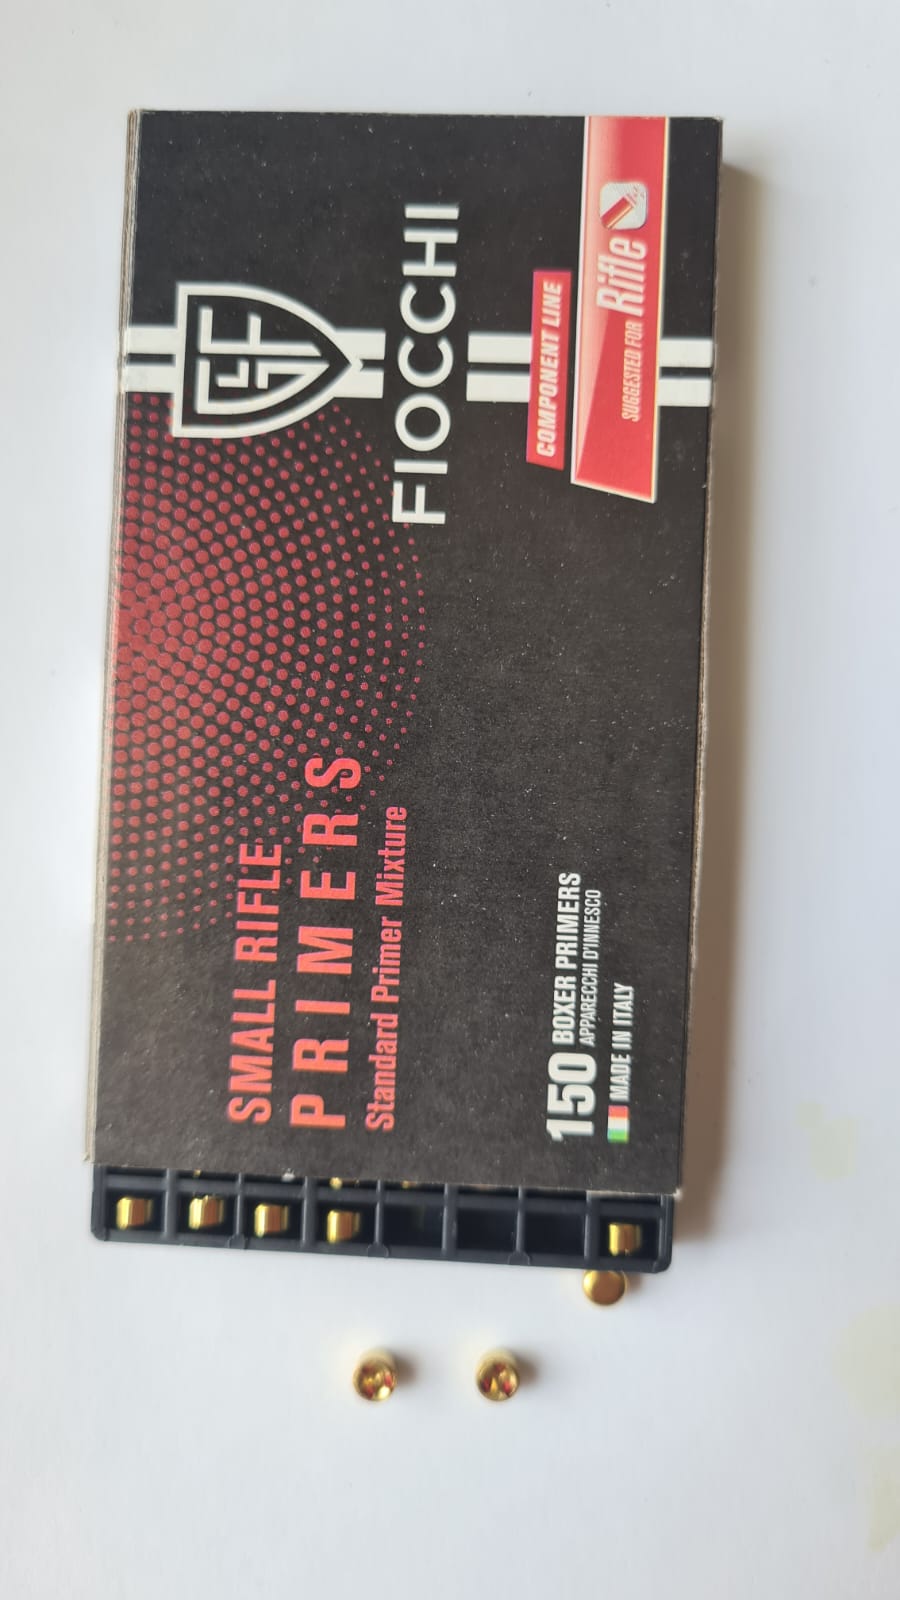 GFL
FIOCCHI
COMPONENT LINE
SUGGESTED FOR Rifle
SMALL RIFLE
PRIMERS
Standard Primer Mixture
150 BOXER PRIMERS
APPARECCHI D'INNESCO
MADE IN ITALY